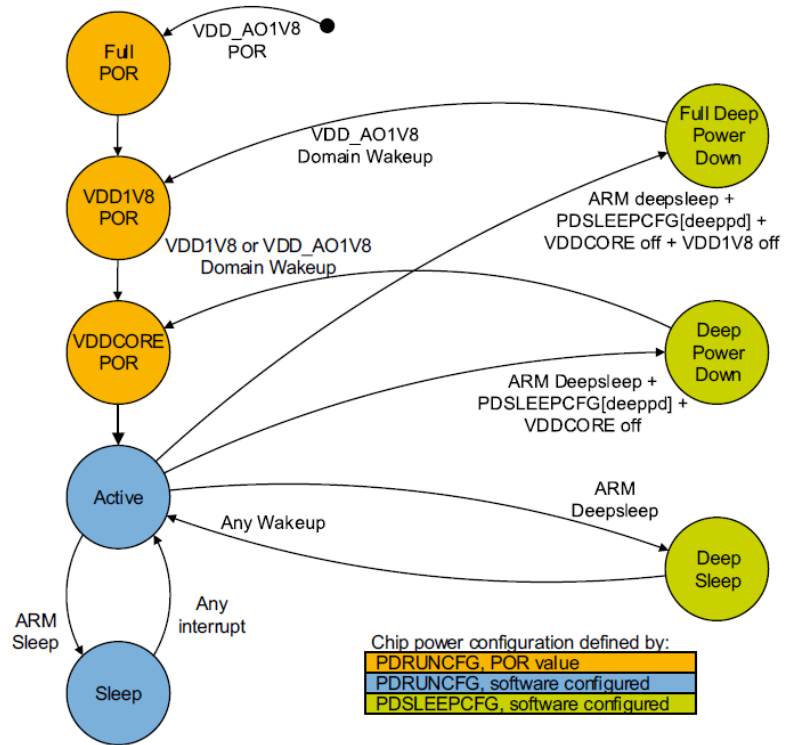 VDD_AO1V8
POR
Full
POR
VDD_AO1V8
Domain Wakeup
Full Deep
Power
Down
VDD1V8
POR
ARM deepsleep +
PDSLEEPCFG[deeppd] +
VDDCORE off + VDD1V8 off
VDD1V8 or VDD_AO1V8
Domain Wakeup
VDDCORE
POR
Deep
Power
Down
ARM Deepsleep +
PDSLEEPCFG[deeppd] +
VDDCORE off
Active
Any Wakeup
ARM
Deepsleep
Deep
Sleep
ARM
Sleep
Any
interrupt
Sleep
Chip power configuration defined by:
PDRUNCFG, POR value
PDRUNCFG, software configured
PDSLEEPCFG, software configured